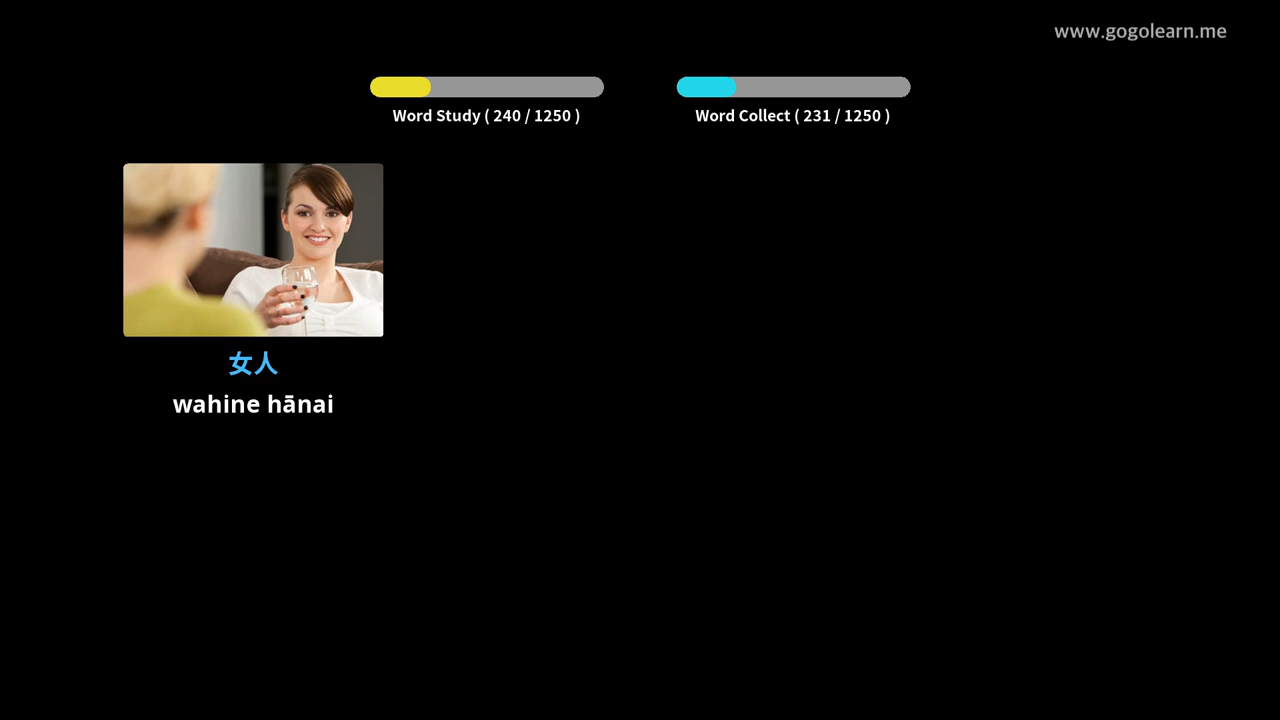 www.gogolearn.me
Word Study ( 240 / 1250 )
Word Collect ( 231 / 1250 )
女人
wahine hānai